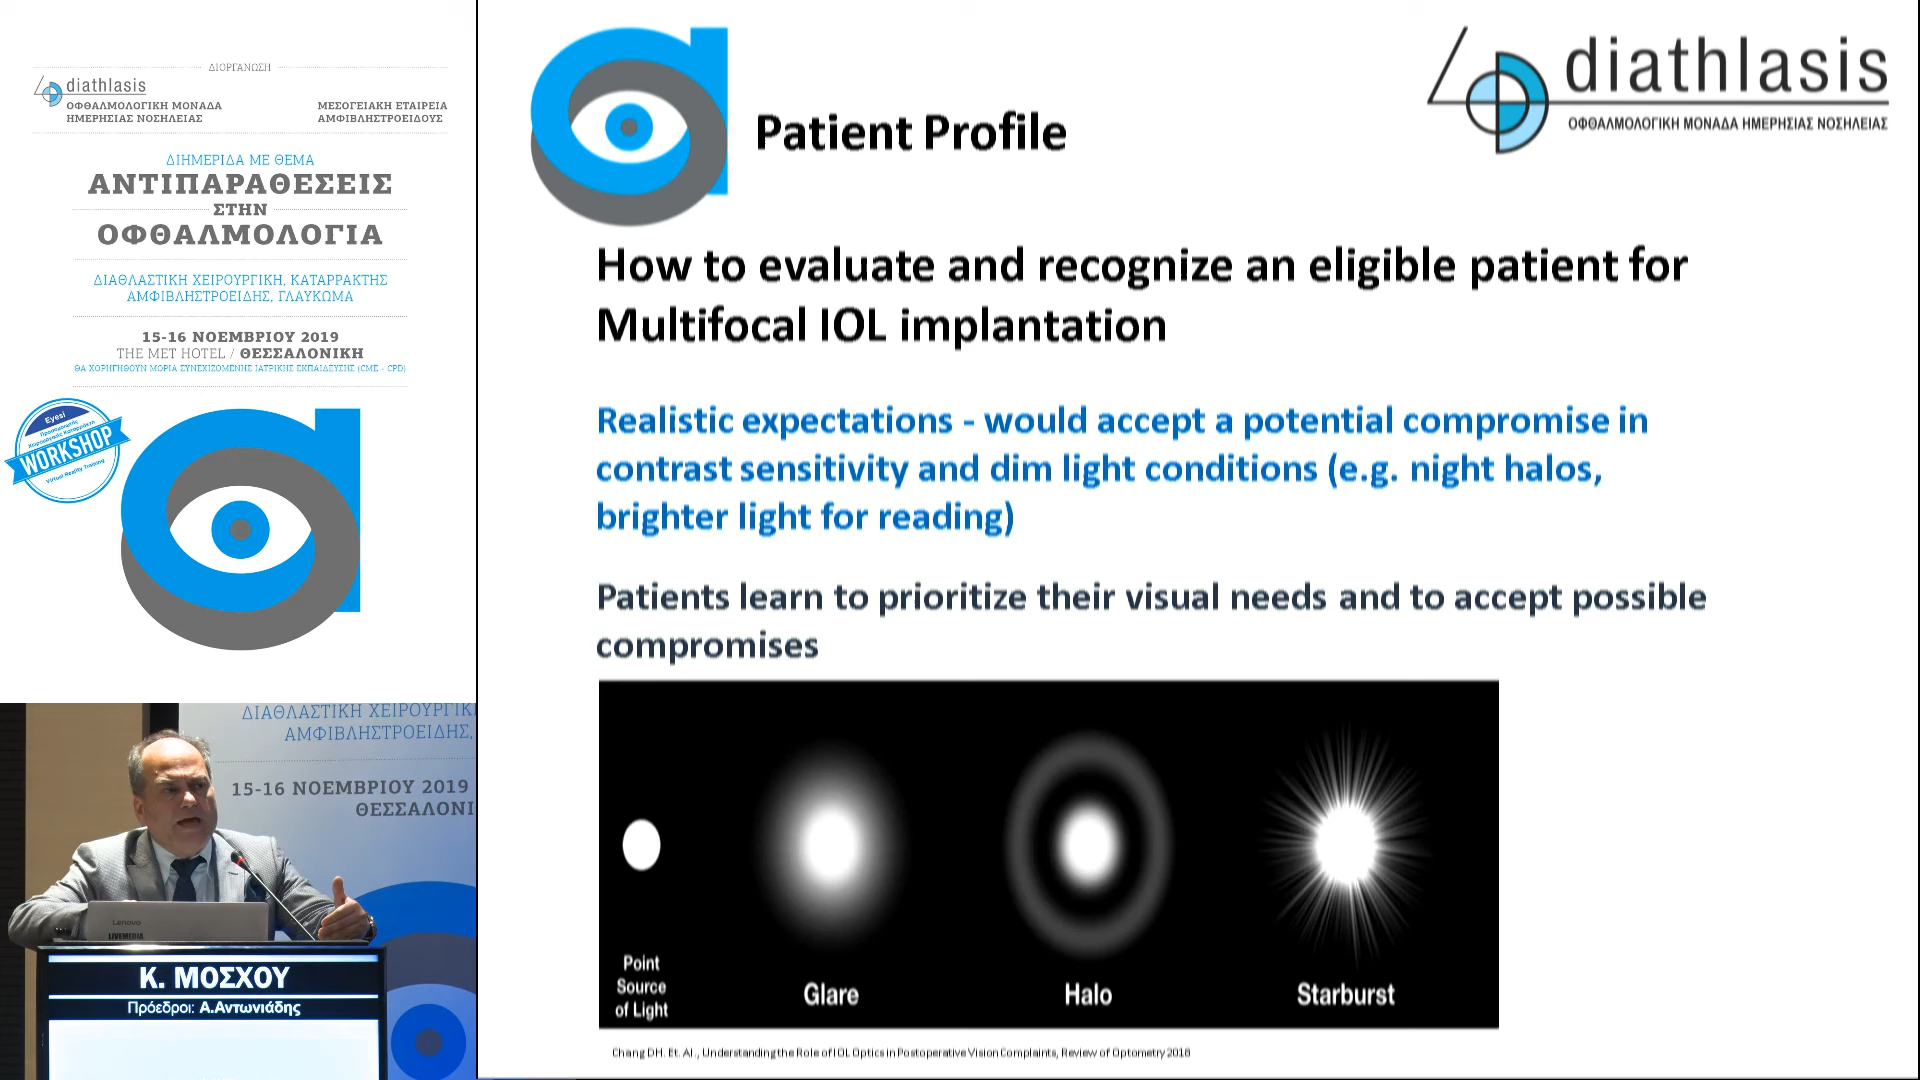 ΔΙΟΡΓΑΝΩΣΗ
diathlasis
ΟΦΘΑΛΜΟΛΟΓΙΚΗ ΜΟΝΑΔΑ
ΗΜΕΡΗΣΙΑΣ ΝΟΣΗΛΕΙΑΣ
ΜΕΣΟΓΕΙΑΚΗ ΕΤΑΙΡΕΙΑ
ΑΜΦΙΒΛΗΣΤΡΟΕΙΔΟΥΣ
ΔΙΗΜΕΡΙΔΑ ΜΕ ΘΕΜΑ
ΑΝΤΙΠΑΡΑΘΕΣΕΙΣ
ΣΤΗΝ
ΟΦΘΑΛΜΟΛΟΓΙΑ
ΔΙΑΘΛΑΣΤΙΚΗ ΧΕΙΡΟΥΡΓΙΚΗ, ΚΑΤΑΡΡΑΚΤΗΣ
ΑΜΦΙΒΛΗΣΤΡΟΕΙΔΗΣ, ΓΛΑΥΚΩΜΑ
15-16 ΝΟΕΜΒΡΙΟΥ 2019
THE MET HOTEL / ΘΕΣΣΑΛΟΝΙΚΗ
ΘΑ ΧΟΡΗΓΗΘΟΥΝ ΜΟΡΙΑ ΣΥΝΕΧΙΖΟΜΕΝΗΣ ΙΑΤΡΙΚΗΣ ΕΚΠΑΙΔΕΥΣΗΣ (CME - CPD)
Eyesi
WORKSHOP
Virtual Reality Training
ΔΙΑΘΛΑΣΤΙΚΗ ΧΕΙΡΟΥΡΓΙΚ
ΑΜΦΙΒΛΗΣΤΡΟΕΙΔΗΣ,
15-16 ΝΟΕΜΒΡΙΟΥ 2019
ΘΕΣΣΑΛΟΝΙ
Lenovo
LIVEMEDIA
Κ. ΜΟΣΧΟΥ
Πρόεδροι: Α.Αντωνιάδης
Patient Profile
diathlasis
ΟΦΘΑΛΜΟΛΟΓΙΚΗ ΜΟΝΑΔΑ ΗΜΕΡΗΣΙΑΣ ΝΟΣΗΛΕΙΑΣ
How to evaluate and recognize an eligible patient for
Multifocal IOL implantation
Realistic expectations - would accept a potential compromise in
contrast sensitivity and dim light conditions (e.g. night halos,
brighter light for reading)
Patients learn to prioritize their visual needs and to accept possible
compromises
Point
Source
of Light
Glare
Halo
Starburst
Chang DH. Et. Al., Understanding the Role of IOL Optics in Postoperative Vision Complaints, Review of Optometry 2018